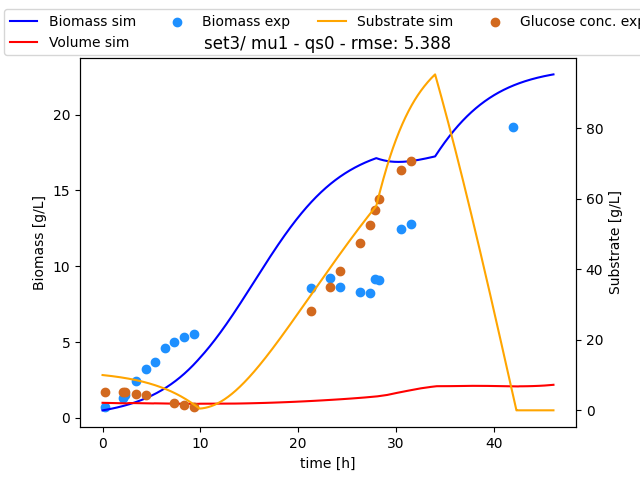 Biomass sim Biomass exp Substrate sim Glucose conc. exp
Volume sim
set3/ mu1 - qs0 - rmse: 5.388
Biomass [g/L]
Substrate [g/L]
20
15
10
5
0
80
60
40
20
0
0 10 20 30 40
time [h]